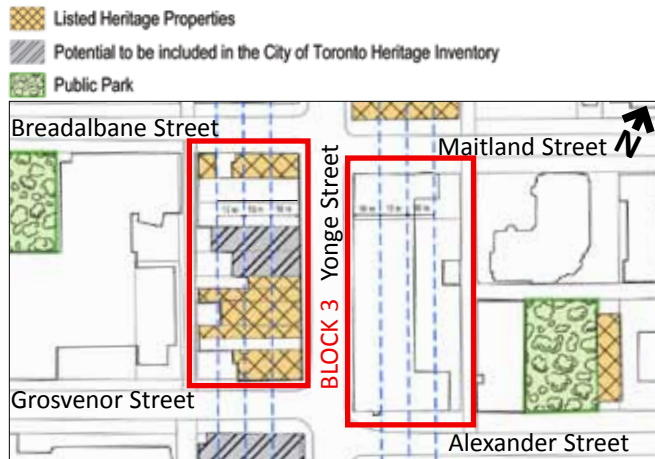 Listed Heritage Properties
Potential to be included in the City of Toronto Heritage Inventory
Public Park
Breadalbane Street
Maitland Street
N
BLOCK 3
Yonge Street
Grosvenor Street
Alexander Street